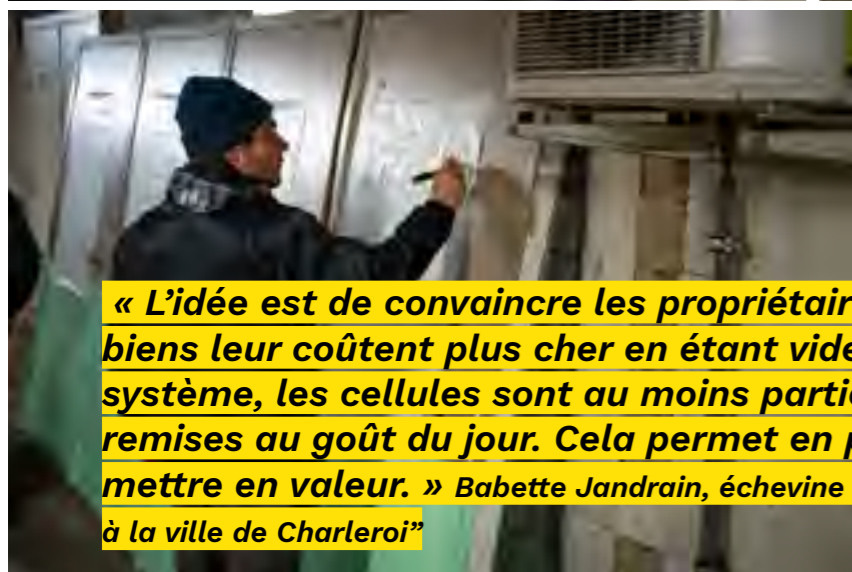 « L’idée est de convaincre les propriétair
biens leur coûtent plus cher en étant vide
système, les cellules sont au moins partie
remises au goût du jour. Cela permet en p
mettre en valeur. » Babette Jandrain, échevine
à la ville de Charleroi”